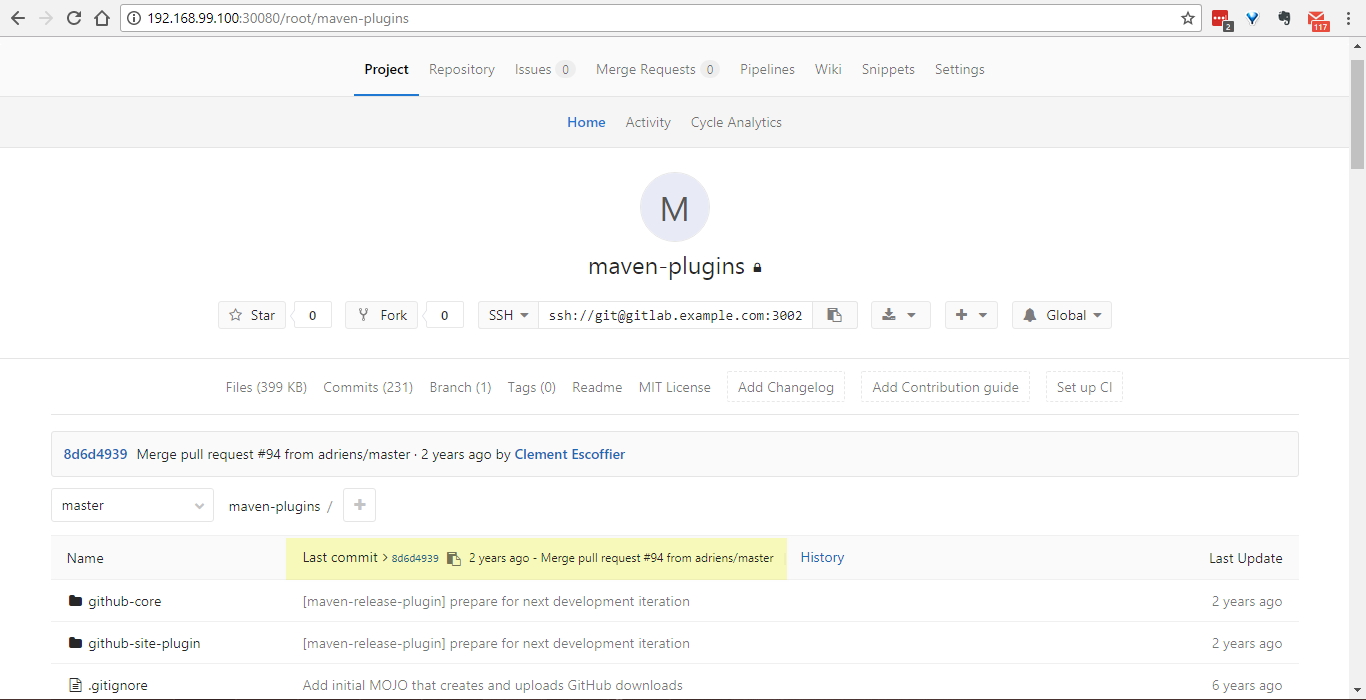 192.168.99.100:30080/root/maven-plugins
2
117
Project Repository Issues 0 Merge Requests 0 Pipelines Wiki Snippets Settings
Home Activity Cycle Analytics
M
maven-plugins
Star 0 Fork 0 SSH ssh://git@gitlab.example.com:3002 Global
Files (399 KB) Commits (231) Branch (1) Tags (0) Readme MIT License Add Changelog Add Contribution guide Set up CI
8d6d4939 Merge pull request #94 from adriens/master · 2 years ago by Clement Escoffier
master maven-plugins / +
Name Last commit > 8d6d4939 2 years ago - Merge pull request #94 from adriens/master History Last Update
github-core [maven-release-plugin] prepare for next development iteration 2 years ago
github-site-plugin [maven-release-plugin] prepare for next development iteration 2 years ago
.gitignore Add initial MOJO that creates and uploads GitHub downloads 6 years ago